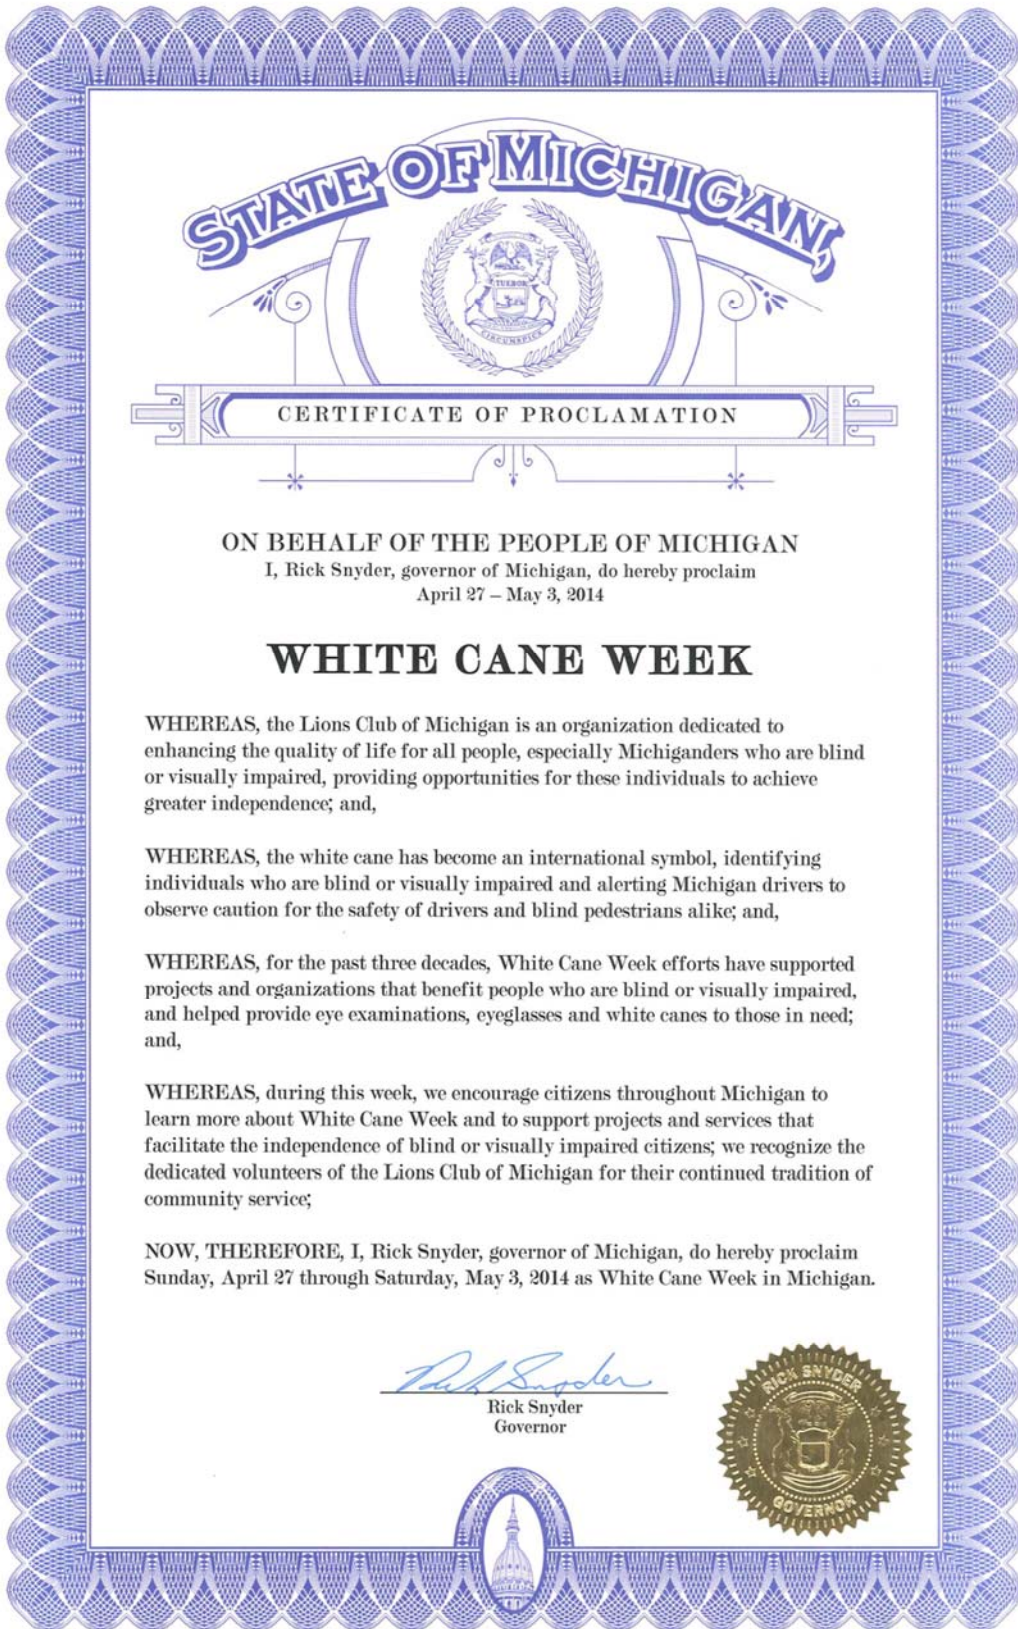 STATE OF MICHIGAN,
TUEBOR
CIRCUMSPICE
CERTIFICATE OF PROCLAMATION
ON BEHALF OF THE PEOPLE OF MICHIGAN
I, Rick Snyder, governor of Michigan, do hereby proclaim
April 27 – May 3, 2014
WHITE CANE WEEK
WHEREAS, the Lions Club of Michigan is an organization dedicated to
enhancing the quality of life for all people, especially Michiganders who are blind
or visually impaired, providing opportunities for these individuals to achieve
greater independence; and,
WHEREAS, the white cane has become an international symbol, identifying
individuals who are blind or visually impaired and alerting Michigan drivers to
observe caution for the safety of drivers and blind pedestrians alike; and,
WHEREAS, for the past three decades, White Cane Week efforts have supported
projects and organizations that benefit people who are blind or visually impaired,
and helped provide eye examinations, eyeglasses and white canes to those in need;
and,
WHEREAS, during this week, we encourage citizens throughout Michigan to
learn more about White Cane Week and to support projects and services that
facilitate the independence of blind or visually impaired citizens; we recognize the
dedicated volunteers of the Lions Club of Michigan for their continued tradition of
community service;
NOW, THEREFORE, I, Rick Snyder, governor of Michigan, do hereby proclaim
Sunday, April 27 through Saturday, May 3, 2014 as White Cane Week in Michigan.
Rick Snyder
Rick Snyder
Governor
RICK SNYDER
GOVERNOR